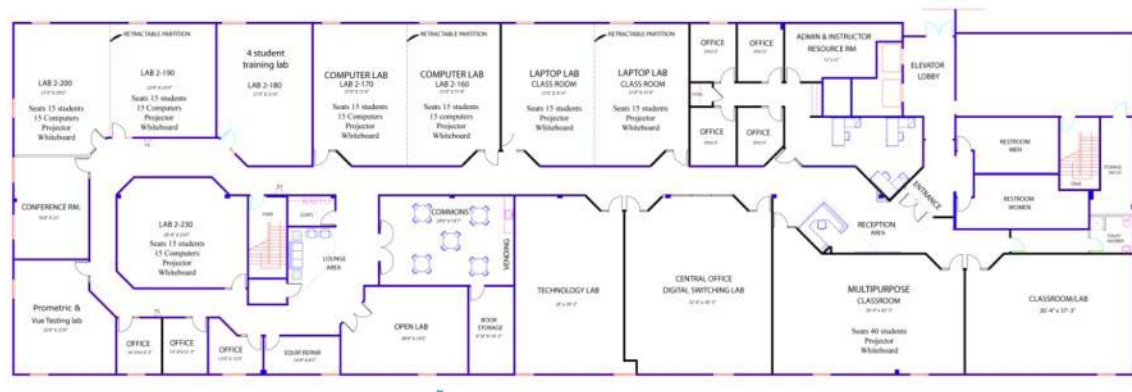 RETRACTABLE PARTITION
LAB 2-200
Seats 15 students
15 Computers
Projector
Whiteboard
LAB 2-190
Seats 15 students
15 Computers
Projector
Whiteboard
4 student
training lab
LAB 2-180
RETRACTABLE PARTITION
COMPUTER LAB
LAB 2-170
Seats 15 students
15 Computers
Projector
Whiteboard
COMPUTER LAB
LAB 2-160
Seats 15 students
15 computers
Projector
Whiteboard
RETRACTABLE PARTITION
LAPTOP LAB
CLASS ROOM
Seats 15 students
Projector
Whiteboard
LAPTOP LAB
CLASS ROOM
Seats 15 students
Projector
Whiteboard
OFFICE
OFFICE
OFFICE
OFFICE
ADMIN & INSTRUCTOR
RESOURCE RM
ELEVATOR
LOBBY
RESTROOM
MEN
RESTROOM
WOMEN
STAIR
STORAGE
ENTRANCE
RECEPTION
AREA
CONFERENCE RM.
LAB 2-230
Seats 15 students
15 Computers
Projector
Whiteboard
STAIR
COATS
LOUNGE
AREA
COMMONS
VENDING
TECHNOLOGY LAB
CENTRAL OFFICE
DIGITAL SWITCHING LAB
MULTIPURPOSE
CLASSROOM
Seats 40 students
Projector
Whiteboard
CLASSROOM/LAB
26'-4" x 37'-3"
Prometric &
Vue Testing lab
OFFICE
OFFICE
OFFICE
EQUIP. REPAIR
OPEN LAB
BOOK
STORAGE